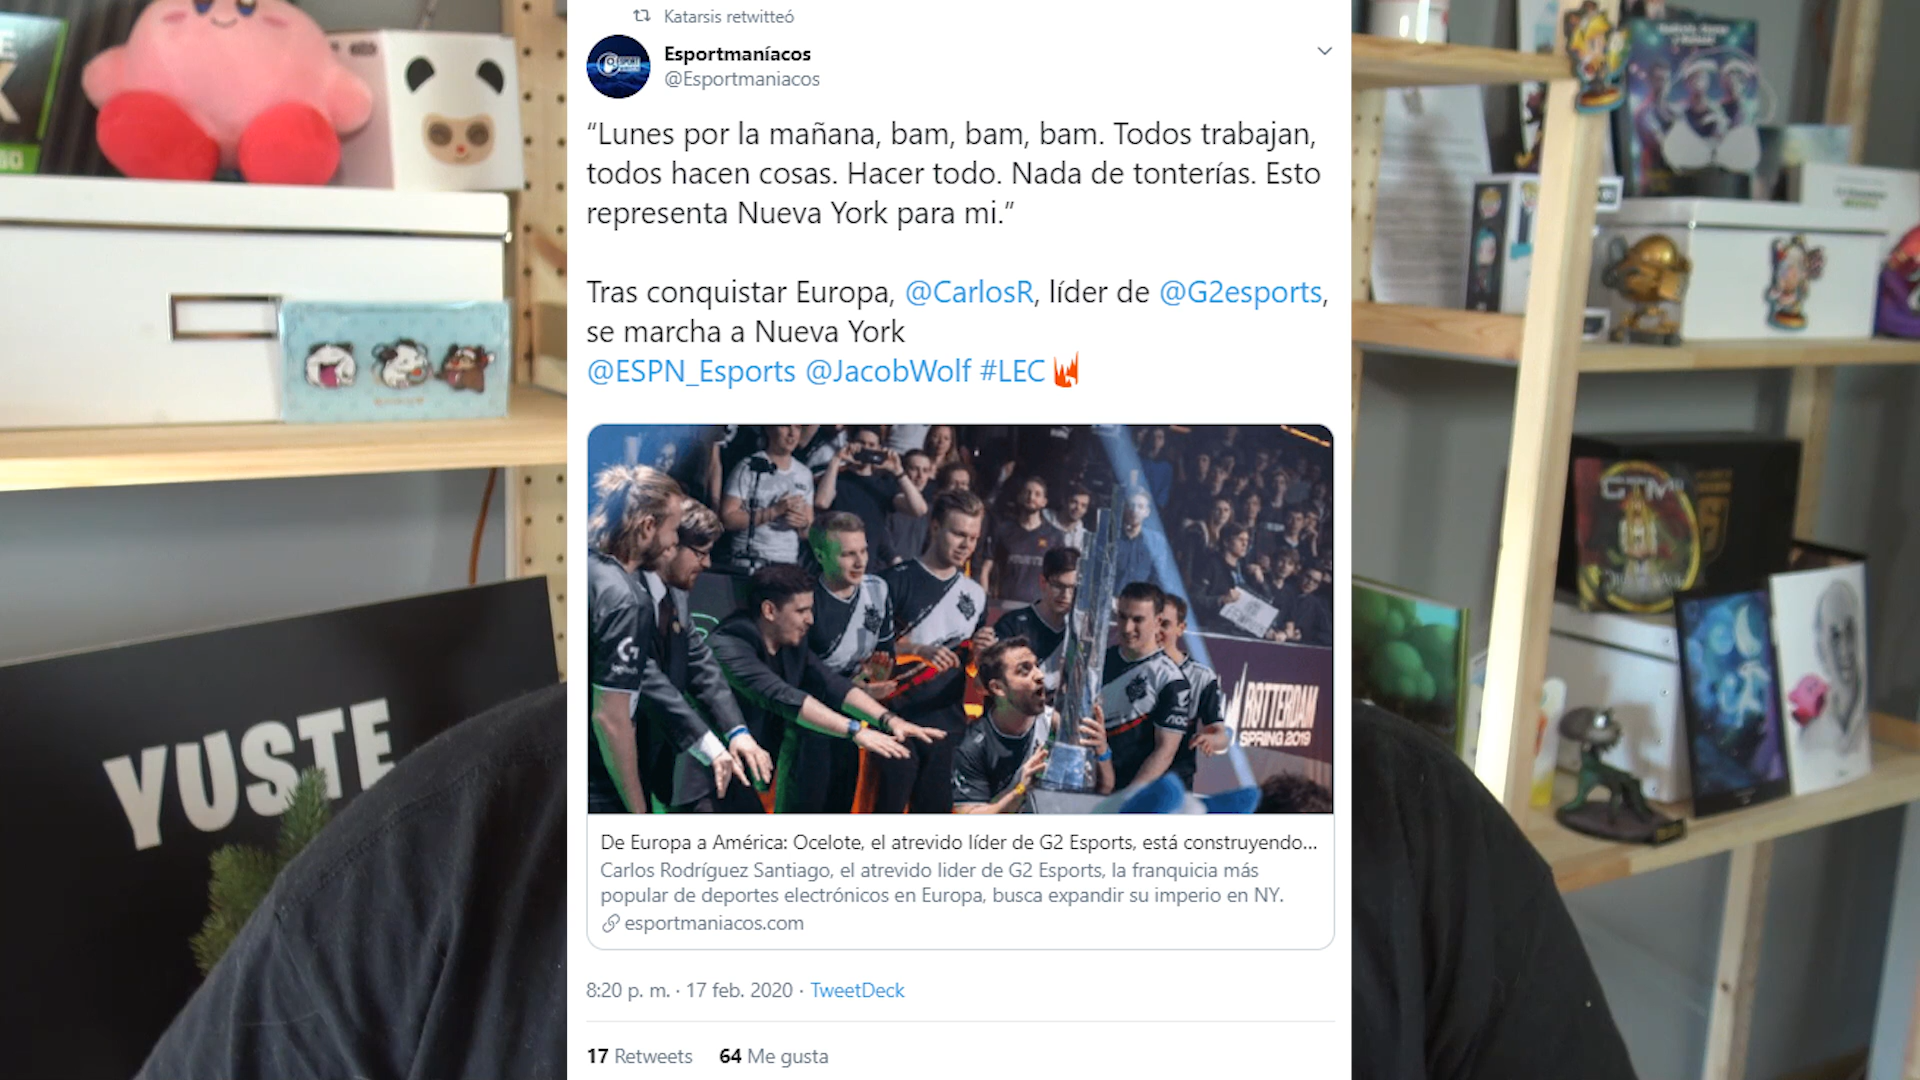 Katarsis retwitteó
Esportmaníacos
@Esportmaniacos
“Lunes por la mañana, bam, bam, bam. Todos trabajan,
todos hacen cosas. Hacer todo. Nada de tonterías. Esto
representa Nueva York para mi.”
Tras conquistar Europa, @CarlosR, líder de @G2esports,
se marcha a Nueva York
@ESPN_Esports @JacobWolf #LEC
ROTTERDAM
SPRING 2019
De Europa a América: Ocelote, el atrevido líder de G2 Esports, está construyendo...
Carlos Rodríguez Santiago, el atrevido lider de G2 Esports, la franquicia más
popular de deportes electrónicos en Europa, busca expandir su imperio en NY.
esportmaniacos.com
8:20 p. m. · 17 feb. 2020 · TweetDeck
17 Retweets 64 Me gusta
YUSTE